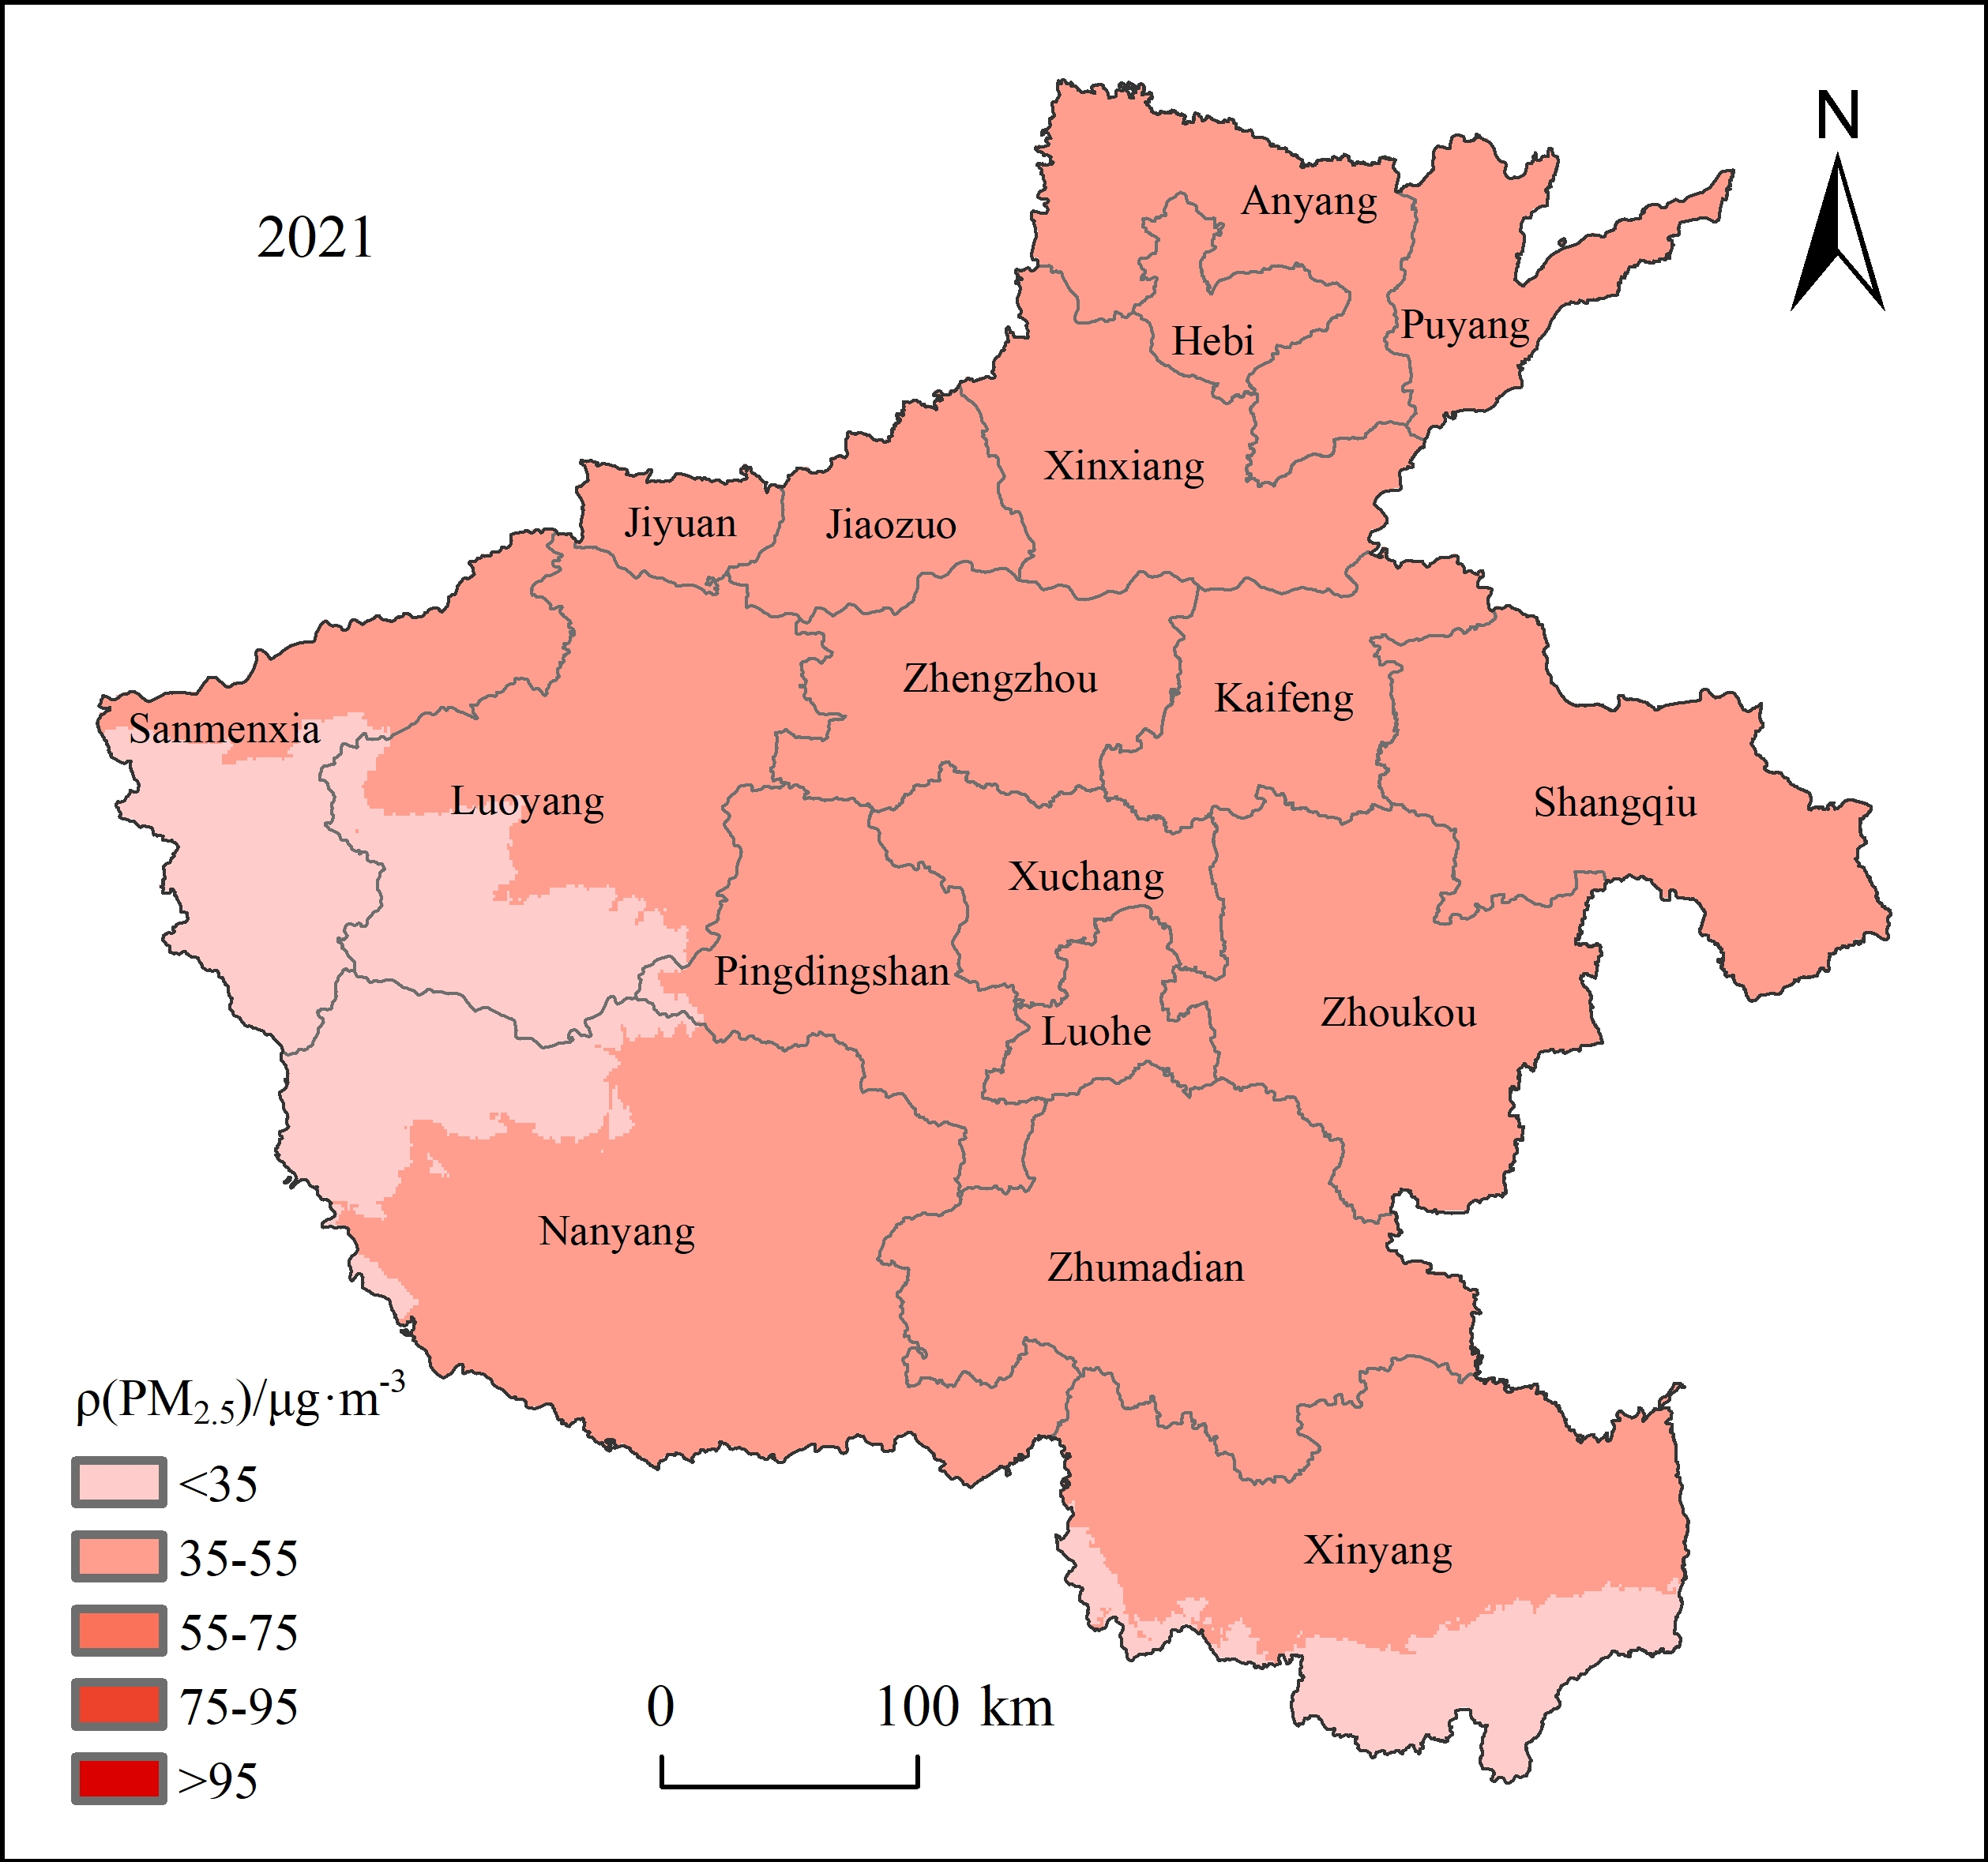 N
2021
Anyang
Puyang
Hebi
Xinxiang
Jiyuan
Jiaozuo
Zhengzhou
Kaifeng
Sanmenxia
Luoyang
Shangqiu
Xuchang
Pingdingshan
Zhoukou
Luohe
Nanyang
Zhumadian
Xinyang
ρ(PM2.5)/μg·m-3
<35
35-55
55-75
75-95
>95
0 100 km